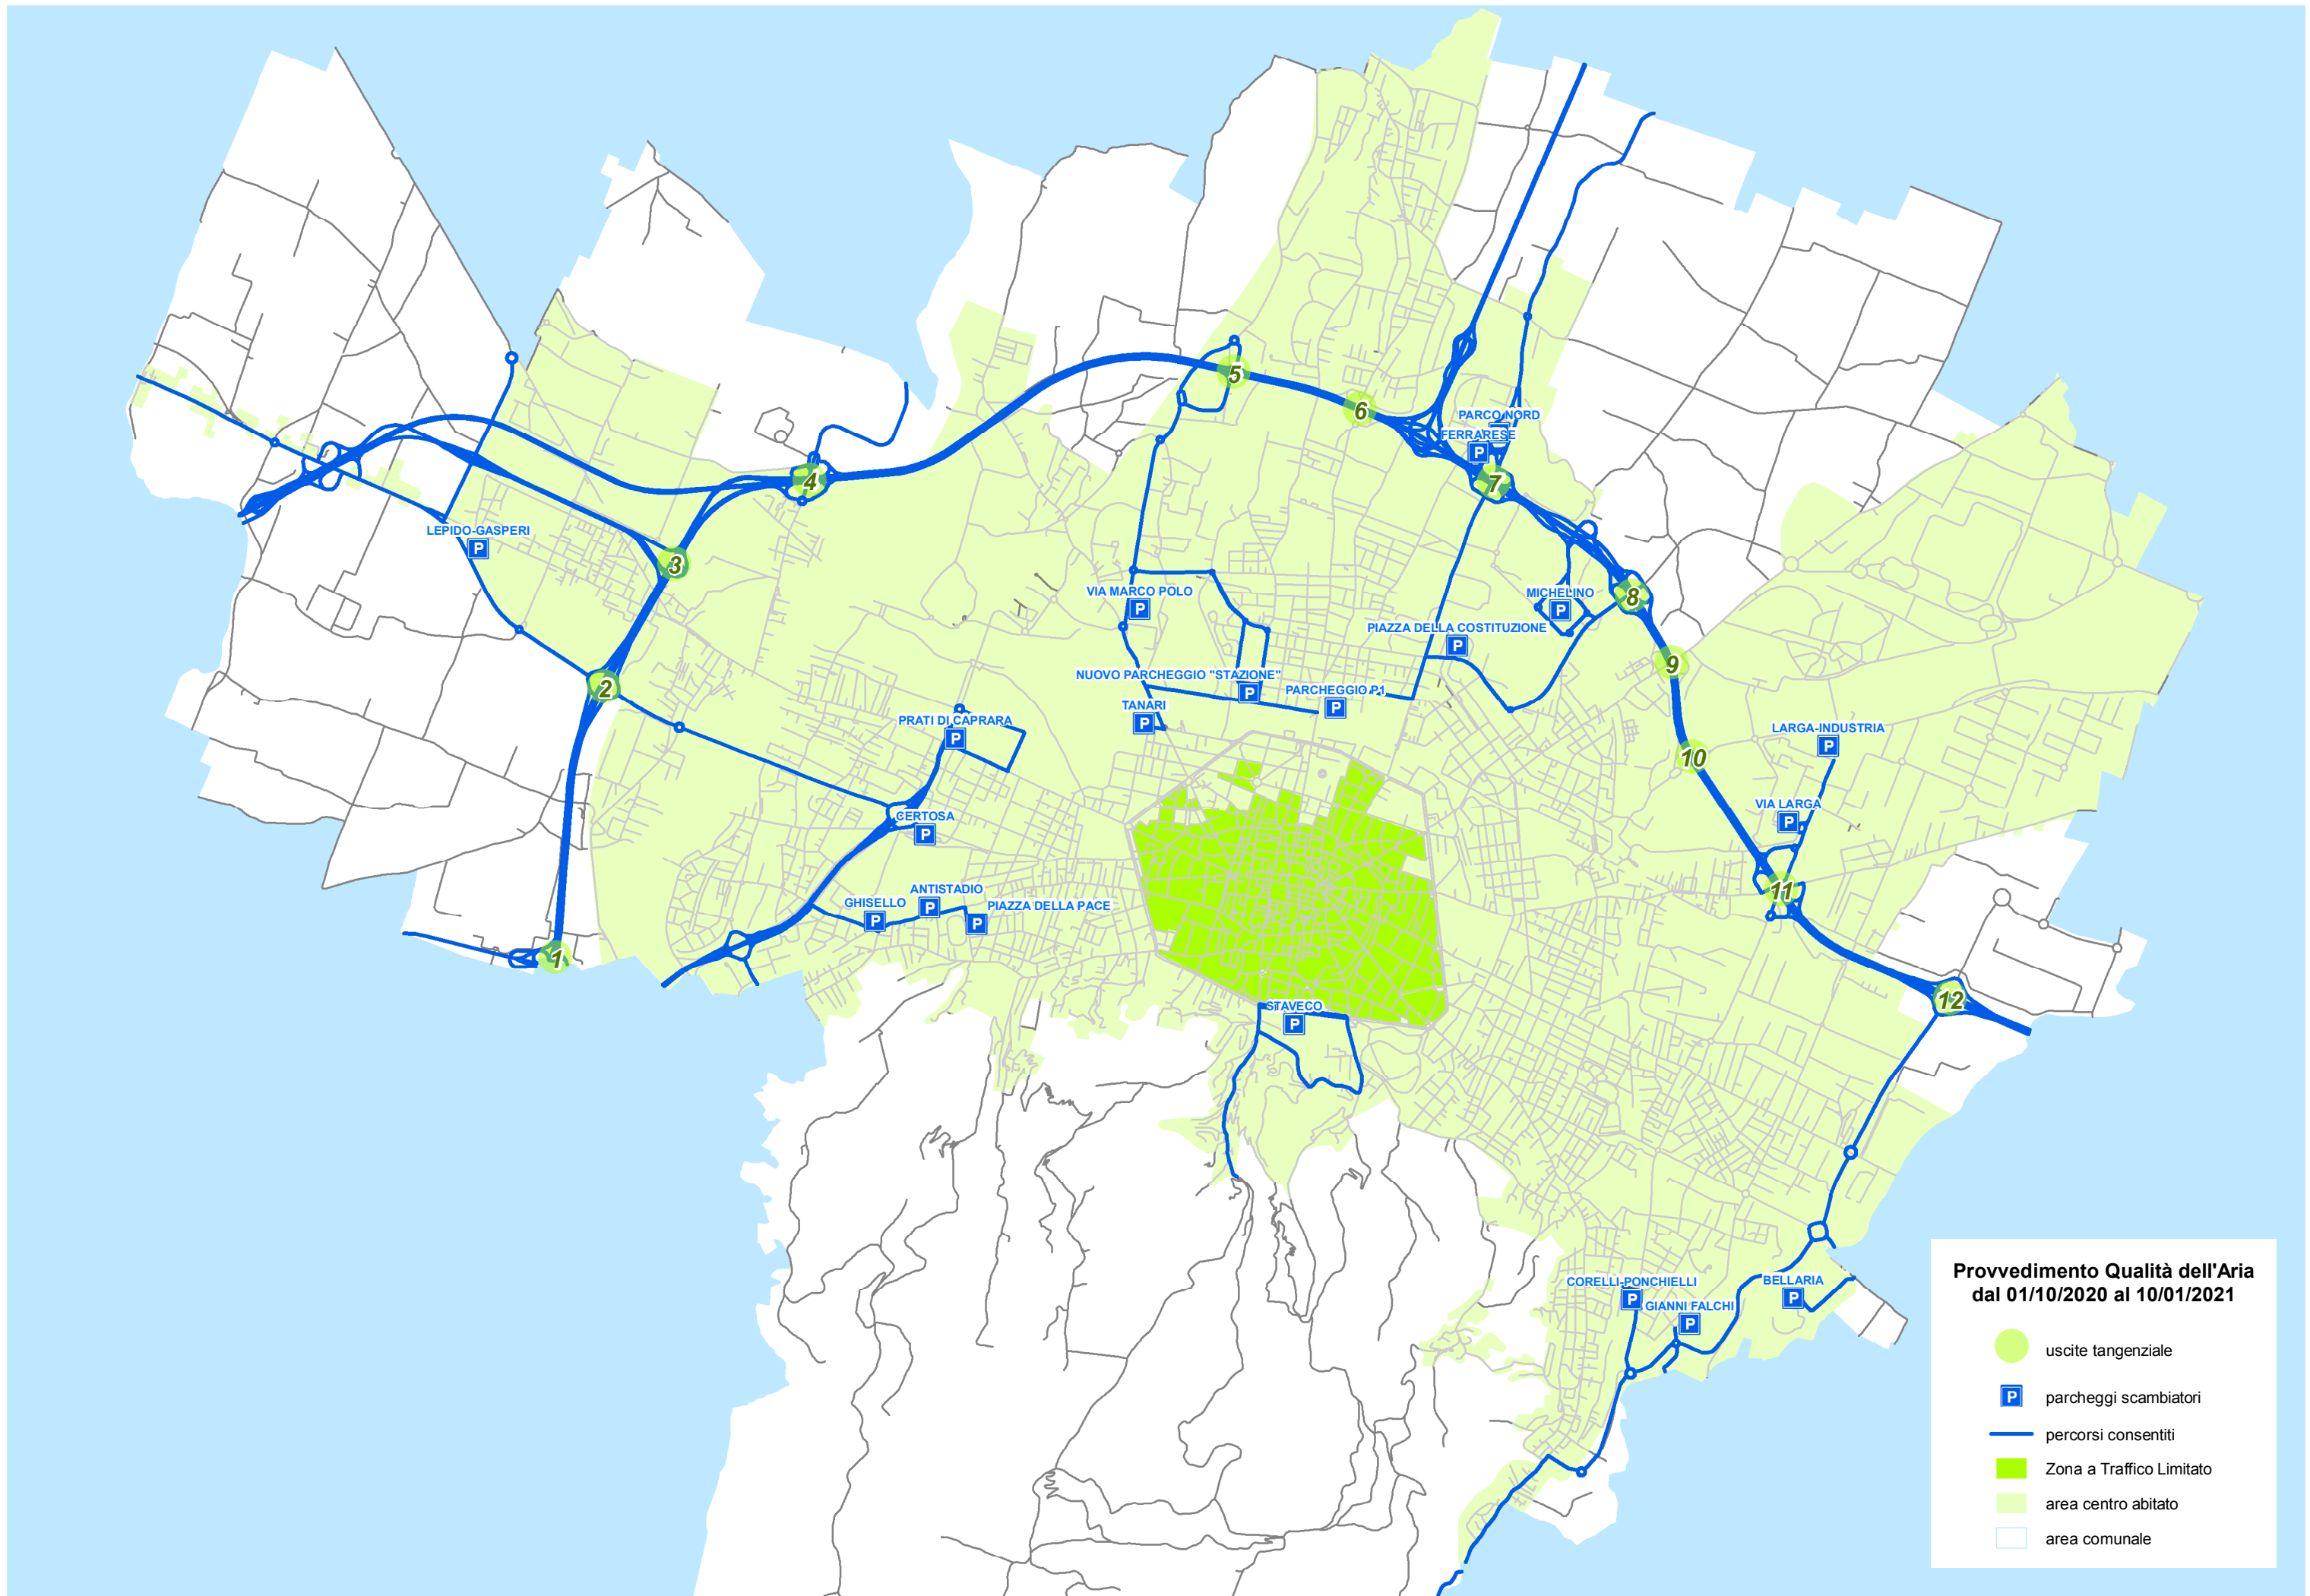 5
6
PARCO NORD
FERRARESE
P
4
7
LEPIDO-GASPERI
P
3
VIA MARCO POLO
P
MICHELINO
P
8
PIAZZA DELLA COSTITUZIONE
P
9
2
NUOVO PARCHEGGIO "STAZIONE"
P
PARCHEGGIO P1
P
TANARI
P
PRATI DI CAPRARA
P
LARGA-INDUSTRIA
P
10
VIA LARGA
P
CERTOSA
P
11
ANTISTADIO
P
GHISELLO
P
PIAZZA DELLA PACE
P
1
12
STAVECO
P
CORELLI-PONCHIELLI
P
GIANNI FALCHI
P
BELLARIA
P
Provvedimento Qualità dell'Aria
dal 01/10/2020 al 10/01/2021
uscite tangenziale
P parcheggi scambiatori
percorsi consentiti
Zona a Traffico Limitato
area centro abitato
area comunale